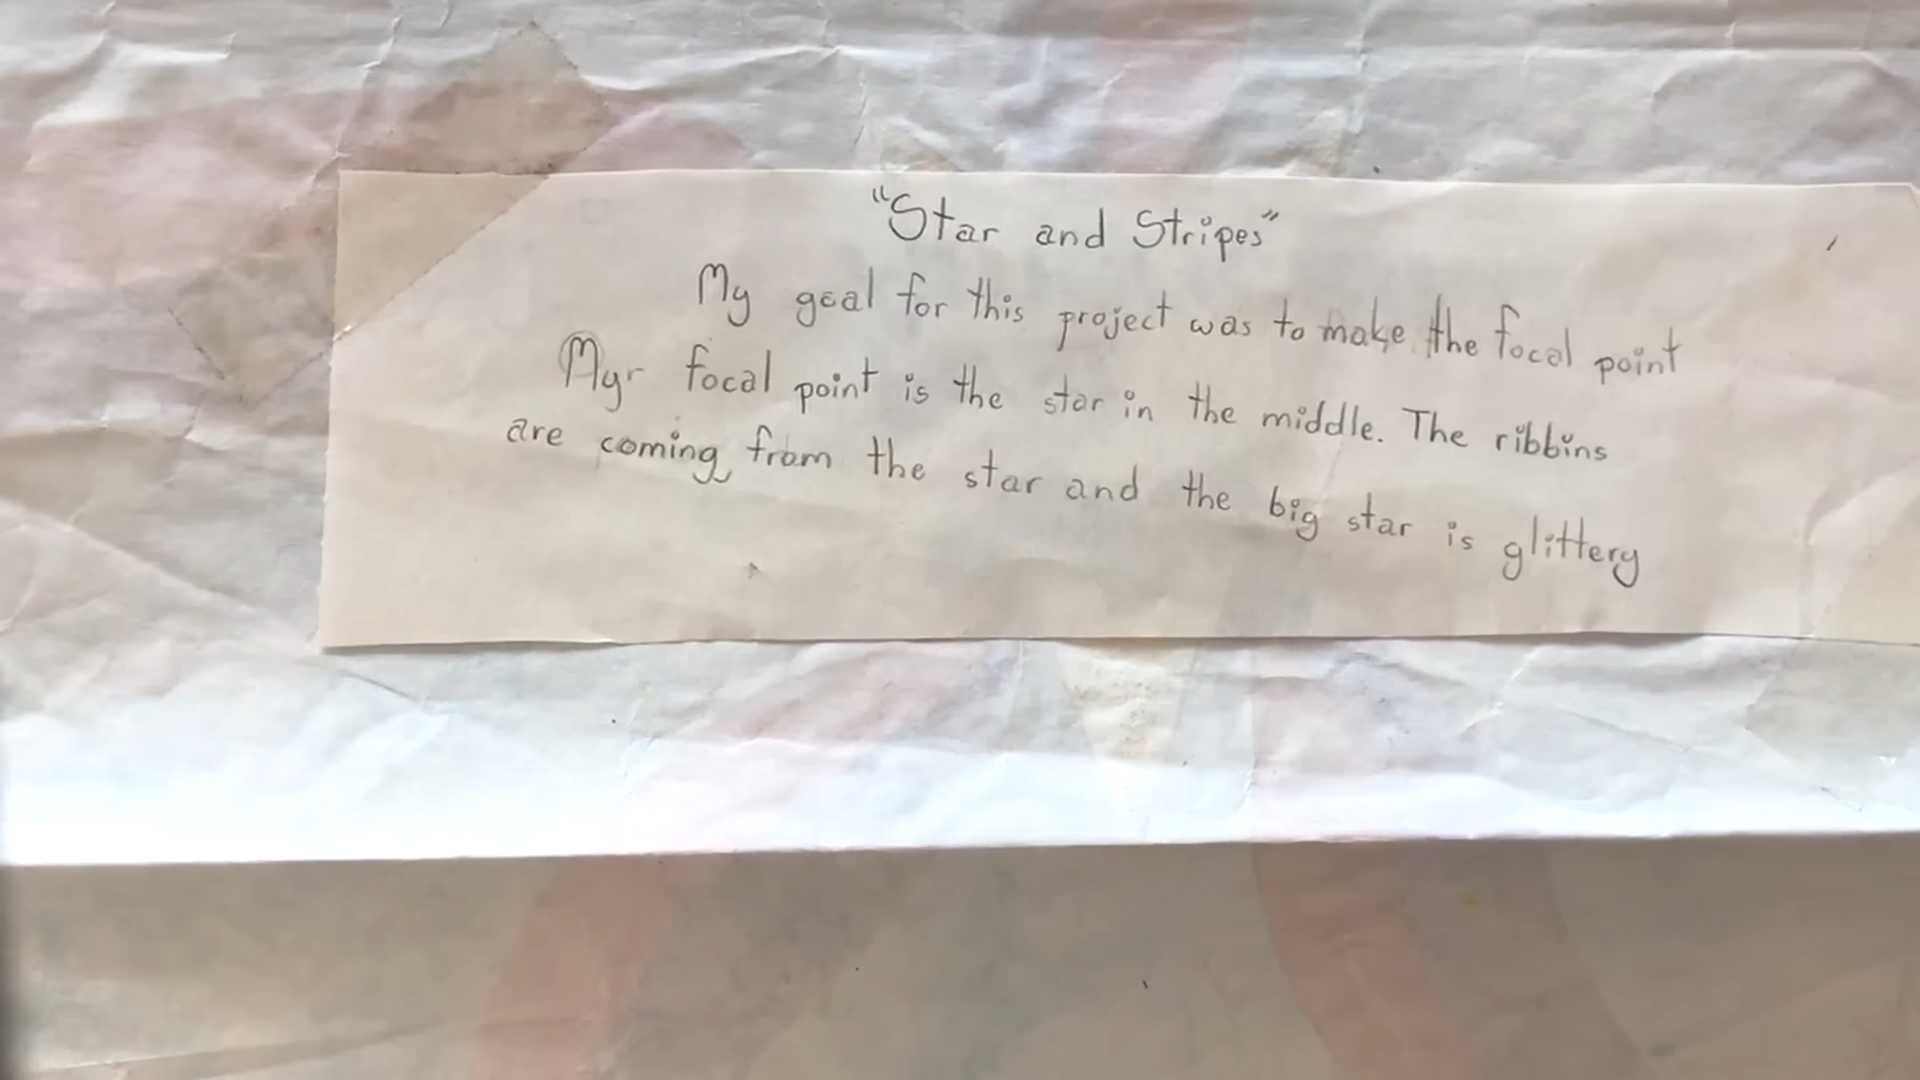 "Star and Stripes"
My goal for this project was to make the focal point
My focal point is the star in the middle. The ribbins
are coming from the star and the big star is glittery